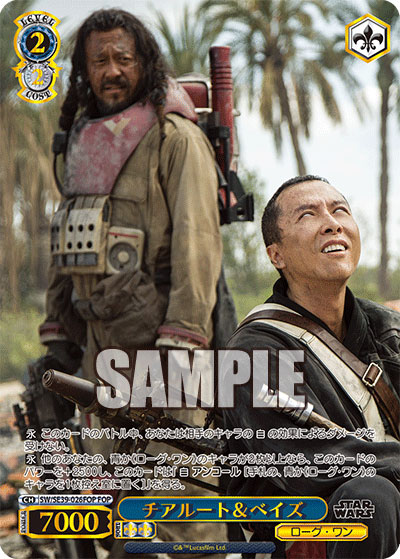 LEVEL
2
2
COST
SAMPLE
永 このカードのバトル中、あなたは相手のキャラの 自 の効果によるダメージを
受けない。
永 他のあなたの、青か《ローグ・ワン》のキャラが2枚以上なら、このカードの
パワーを+2500し、このカードは『自 アンコール [手札の、青か《ローグ・ワン》の
キャラを1枚控え室に置く]』を得る。
CH SW/SE39-026FOP FOP
7000
チアルート&ベイズ
STAR WARS
ローグ・ワン
©&™Lucasfilm Ltd.